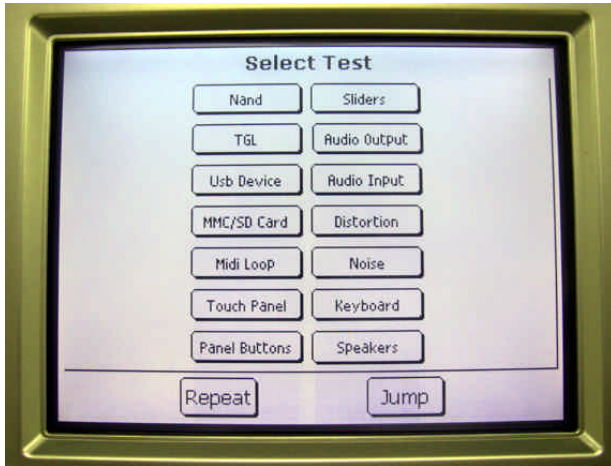 Select Test
Nand Sliders
TGL Audio Output
Usb Device Audio Input
MMC/SD Card Distortion
Midi Loop Noise
Touch Panel Keyboard
Panel Buttons Speakers
Repeat Jump